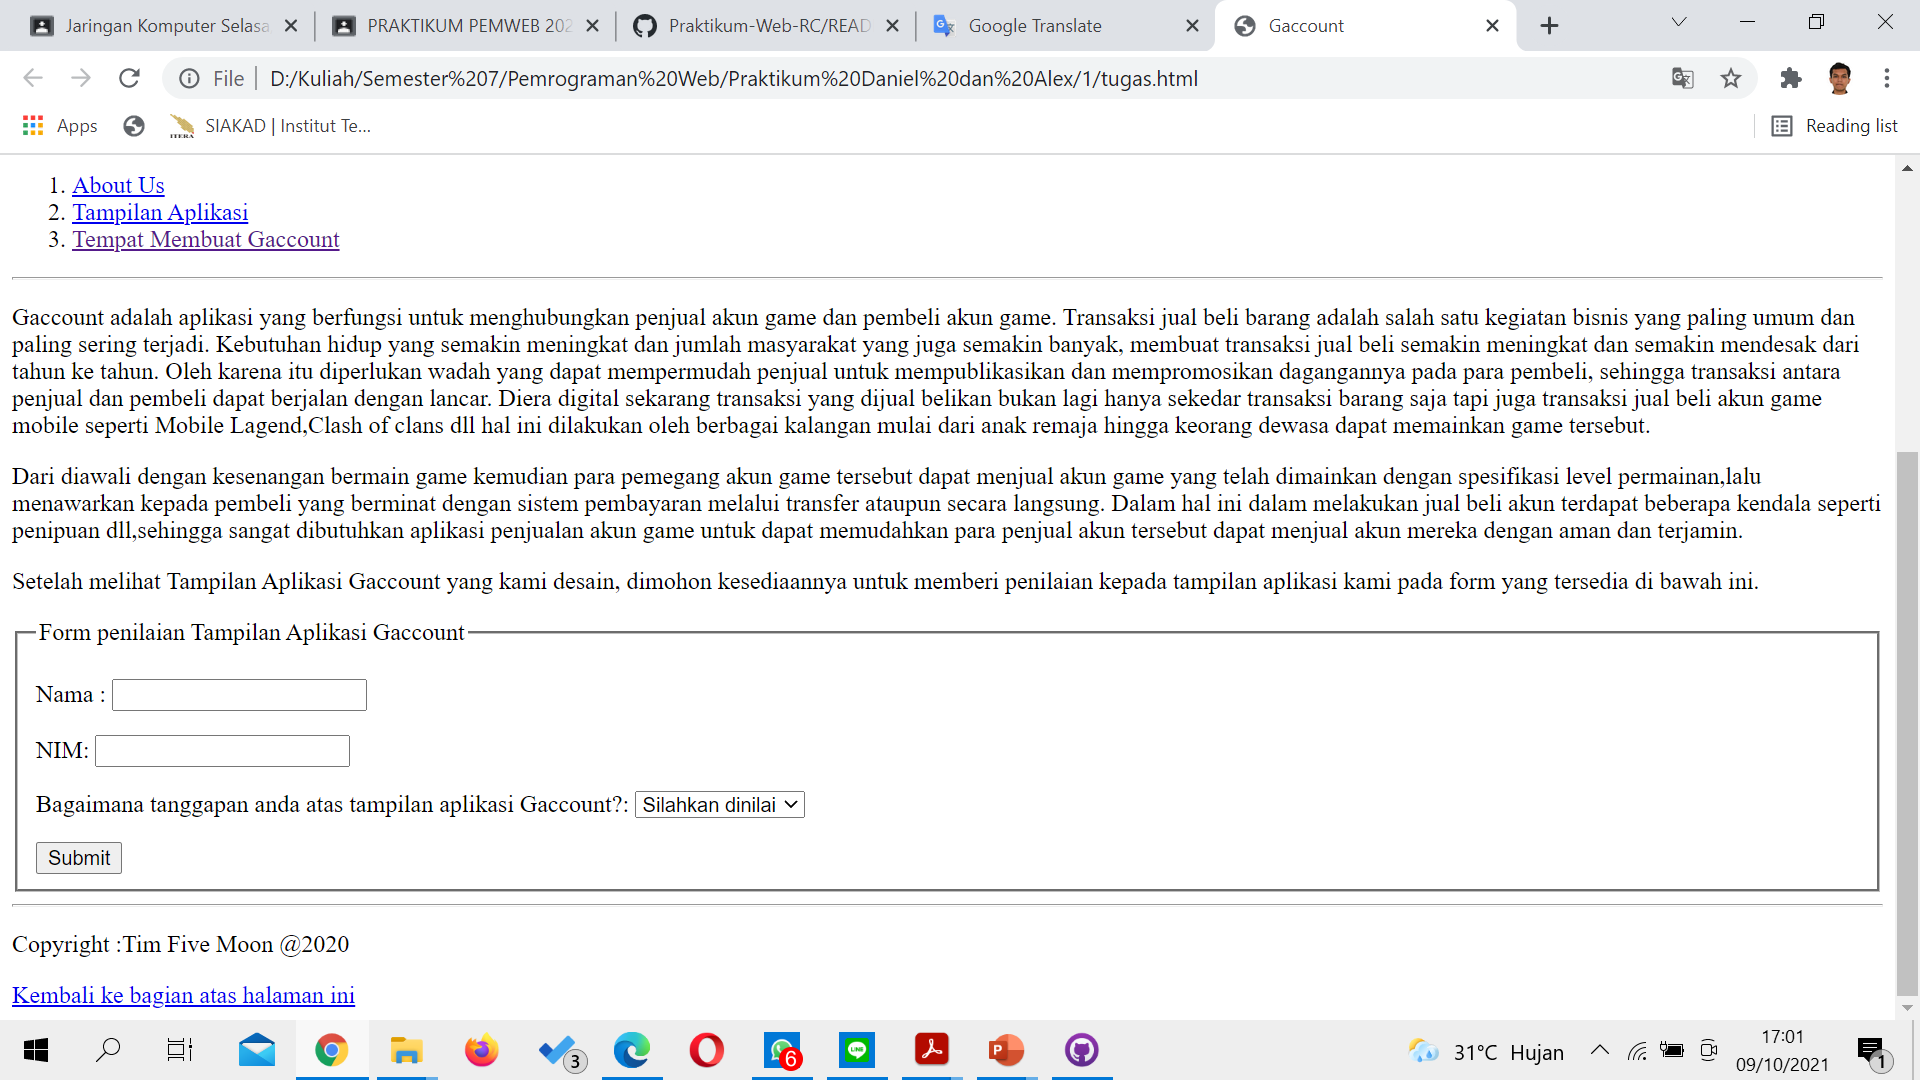 Jaringan Komputer Selasa
PRAKTIKUM PEMWEB 202
Praktikum-Web-RC/READ
Google Translate
Gaccount
File
D:/Kuliah/Semester%207/Pemrograman%20Web/Praktikum%20Daniel%20dan%20Alex/1/tugas.html
Apps
ITERA
SIAKAD | Institut Te...
Reading list
1. About Us
2. Tampilan Aplikasi
3. Tempat Membuat Gaccount
Gaccount adalah aplikasi yang berfungsi untuk menghubungkan penjual akun game dan pembeli akun game. Transaksi jual beli barang adalah salah satu kegiatan bisnis yang paling umum dan
paling sering terjadi. Kebutuhan hidup yang semakin meningkat dan jumlah masyarakat yang juga semakin banyak, membuat transaksi jual beli semakin meningkat dan semakin mendesak dari
tahun ke tahun. Oleh karena itu diperlukan wadah yang dapat mempermudah penjual untuk mempublikasikan dan mempromosikan dagangannya pada para pembeli, sehingga transaksi antara
penjual dan pembeli dapat berjalan dengan lancar. Diera digital sekarang transaksi yang dijual belikan bukan lagi hanya sekedar transaksi barang saja tapi juga transaksi jual beli akun game
mobile seperti Mobile Lagend,Clash of clans dll hal ini dilakukan oleh berbagai kalangan mulai dari anak remaja hingga keorang dewasa dapat memainkan game tersebut.
Dari diawali dengan kesenangan bermain game kemudian para pemegang akun game tersebut dapat menjual akun game yang telah dimainkan dengan spesifikasi level permainan,lalu
menawarkan kepada pembeli yang berminat dengan sistem pembayaran melalui transfer ataupun secara langsung. Dalam hal ini dalam melakukan jual beli akun terdapat beberapa kendala seperti
penipuan dll,sehingga sangat dibutuhkan aplikasi penjualan akun game untuk dapat memudahkan para penjual akun tersebut dapat menjual akun mereka dengan aman dan terjamin.
Setelah melihat Tampilan Aplikasi Gaccount yang kami desain, dimohon kesediaannya untuk memberi penilaian kepada tampilan aplikasi kami pada form yang tersedia di bawah ini.
Form penilaian Tampilan Aplikasi Gaccount
Nama :
NIM:
Bagaimana tanggapan anda atas tampilan aplikasi Gaccount?: Silahkan dinilai
Submit
Copyright :Tim Five Moon @2020
Kembali ke bagian atas halaman ini
3
6
LINE
P
31°C Hujan
17:01
09/10/2021
1